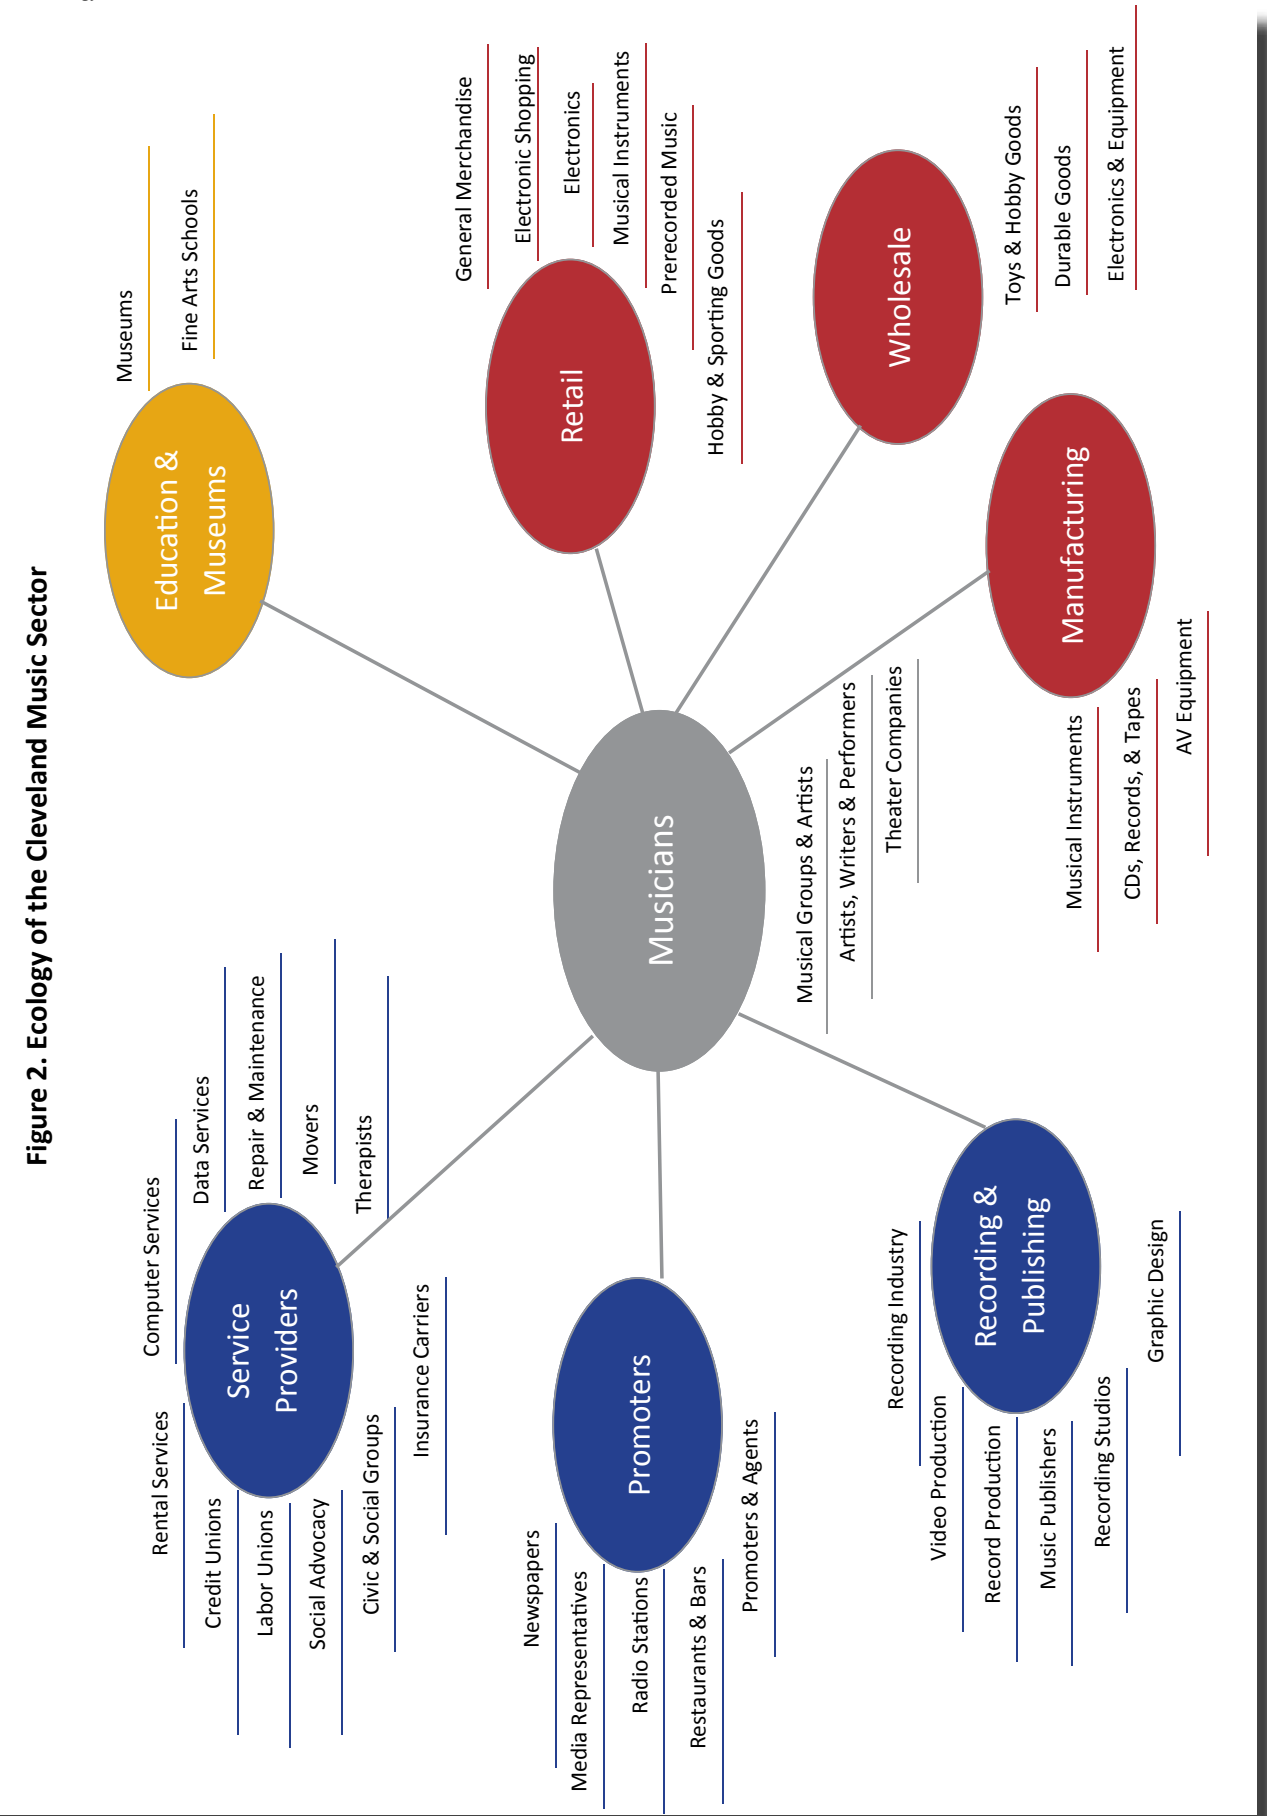 Figure 2. Ecology of the Cleveland Music Sector
Service
Providers
Computer Services
Data Services
Repair & Maintenance
Movers
Therapists
Rental Services
Credit Unions
Labor Unions
Social Advocacy
Civic & Social Groups
Insurance Carriers
Education &
Museums
Museums
Fine Arts Schools
Promoters
Newspapers
Media Representatives
Radio Stations
Restaurants & Bars
Promoters & Agents
Musicians
Musical Groups & Artists
Artists, Writers & Performers
Theater Companies
Retail
General Merchandise
Electronic Shopping
Electronics
Musical Instruments
Prerecorded Music
Hobby & Sporting Goods
Recording &
Publishing
Recording Industry
Video Production
Record Production
Music Publishers
Recording Studios
Graphic Design
Manufacturing
Musical Instruments
CDs, Records, & Tapes
AV Equipment
Wholesale
Toys & Hobby Goods
Durable Goods
Electronics & Equipment